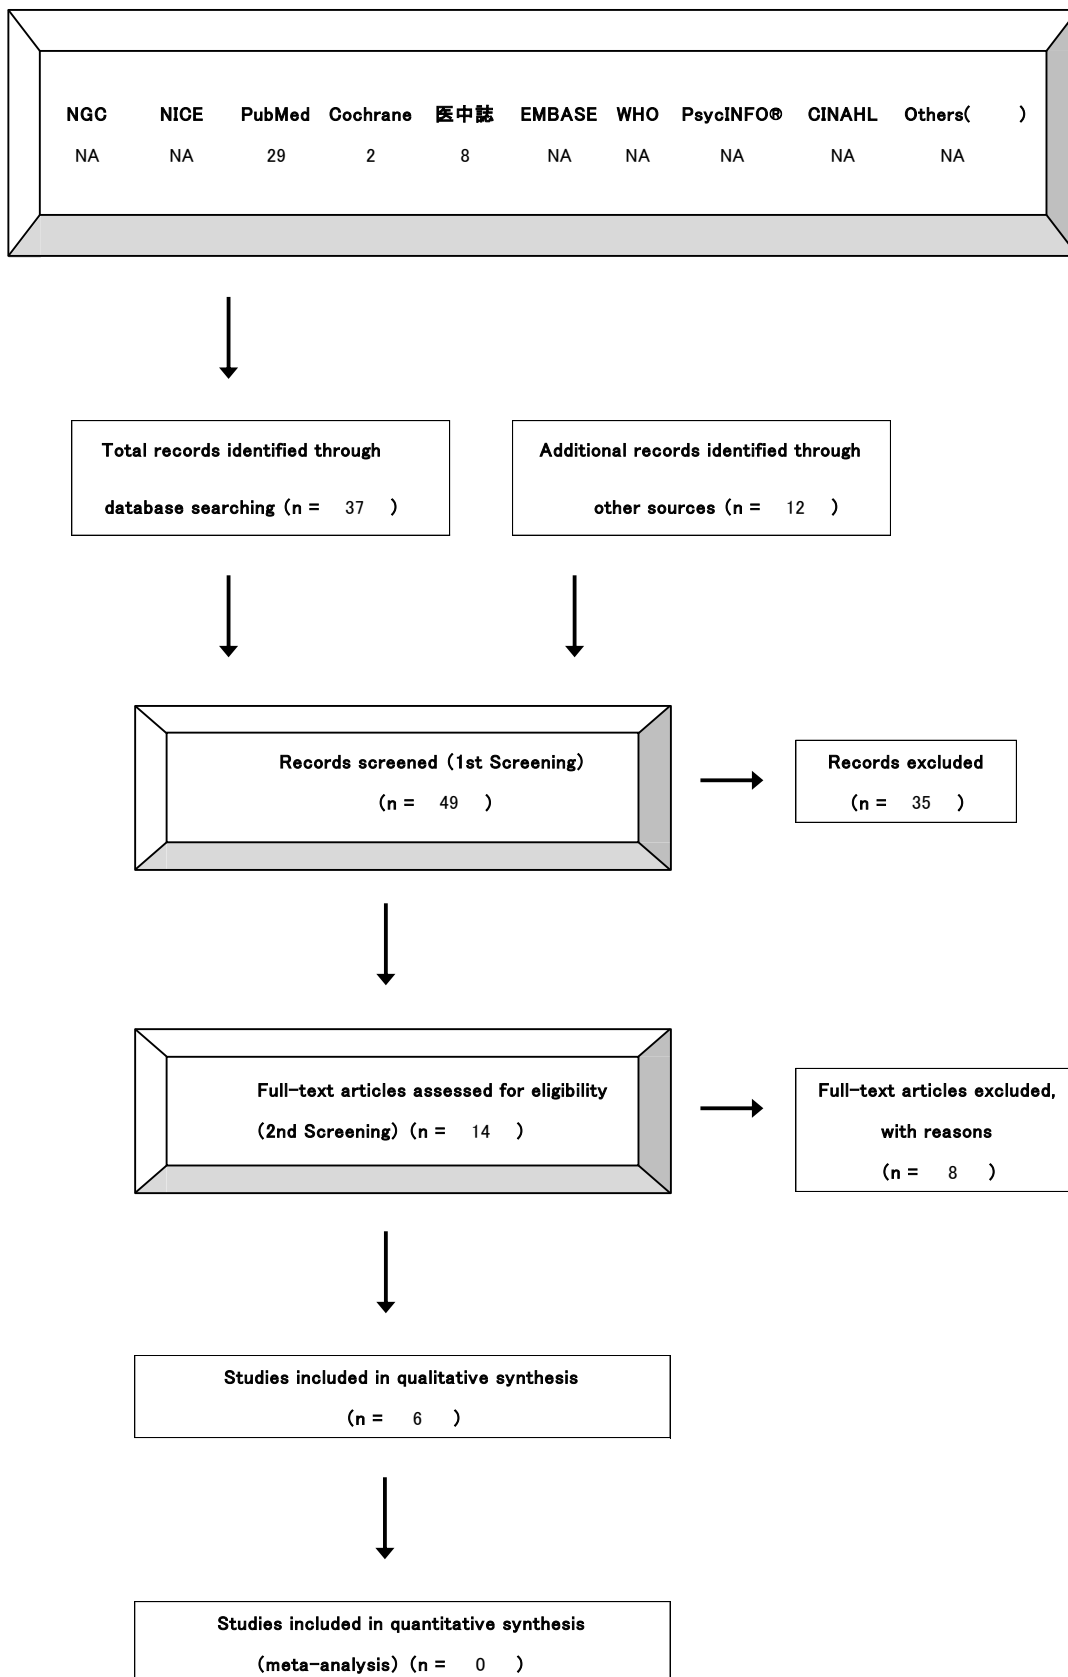 NGC NICE PubMed Cochrane 医中誌 EMBASE WHO PsycINFO® CINAHL Others( )
NA NA 29 2 8 NA NA NA NA NA
Total records identified through
database searching (n = 37 )
Additional records identified through
other sources (n = 12 )
Records screened (1st Screening)
(n = 49 )
Records excluded
(n = 35 )
Full-text articles assessed for eligibility
(2nd Screening) (n = 14 )
Full-text articles excluded,
with reasons
(n = 8 )
Studies included in qualitative synthesis
(n = 6 )
Studies included in quantitative synthesis
(meta-analysis) (n = 0 )